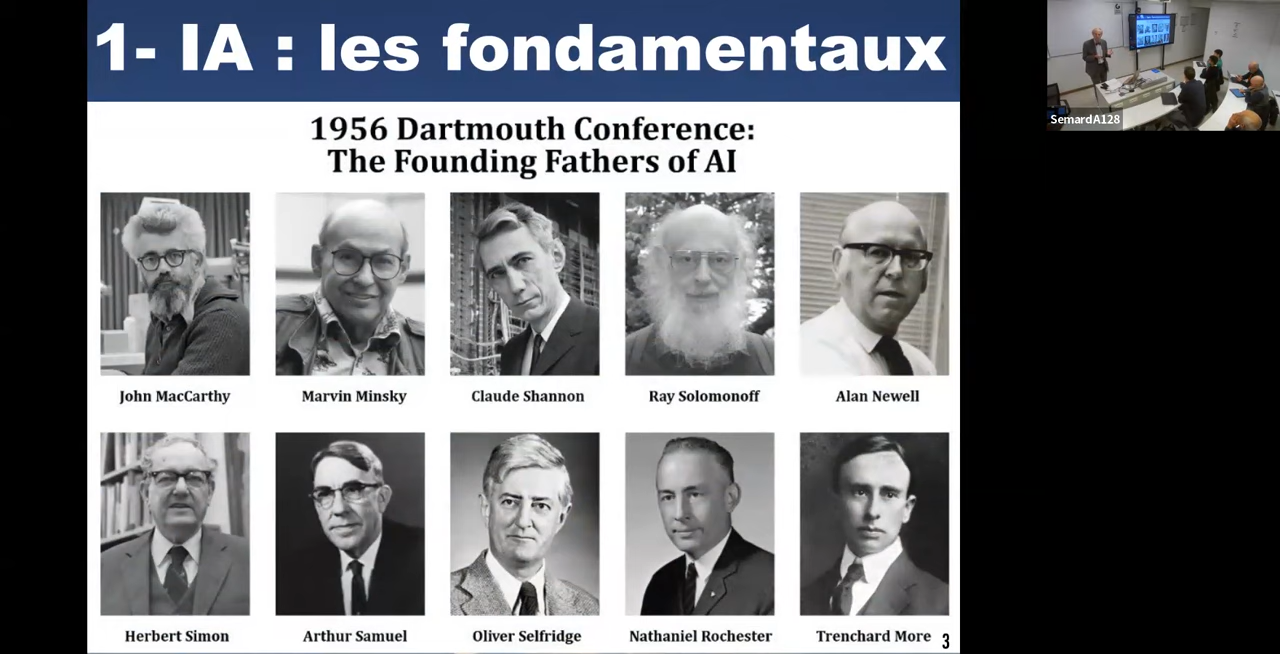 1- IA : les fondamentaux
1956 Dartmouth Conference:
The Founding Fathers of AI
John MacCarthy
Marvin Minsky
Claude Shannon
Ray Solomonoff
Alan Newell
Herbert Simon
Arthur Samuel
Oliver Selfridge
Nathaniel Rochester
Trenchard More
3
SemardA128